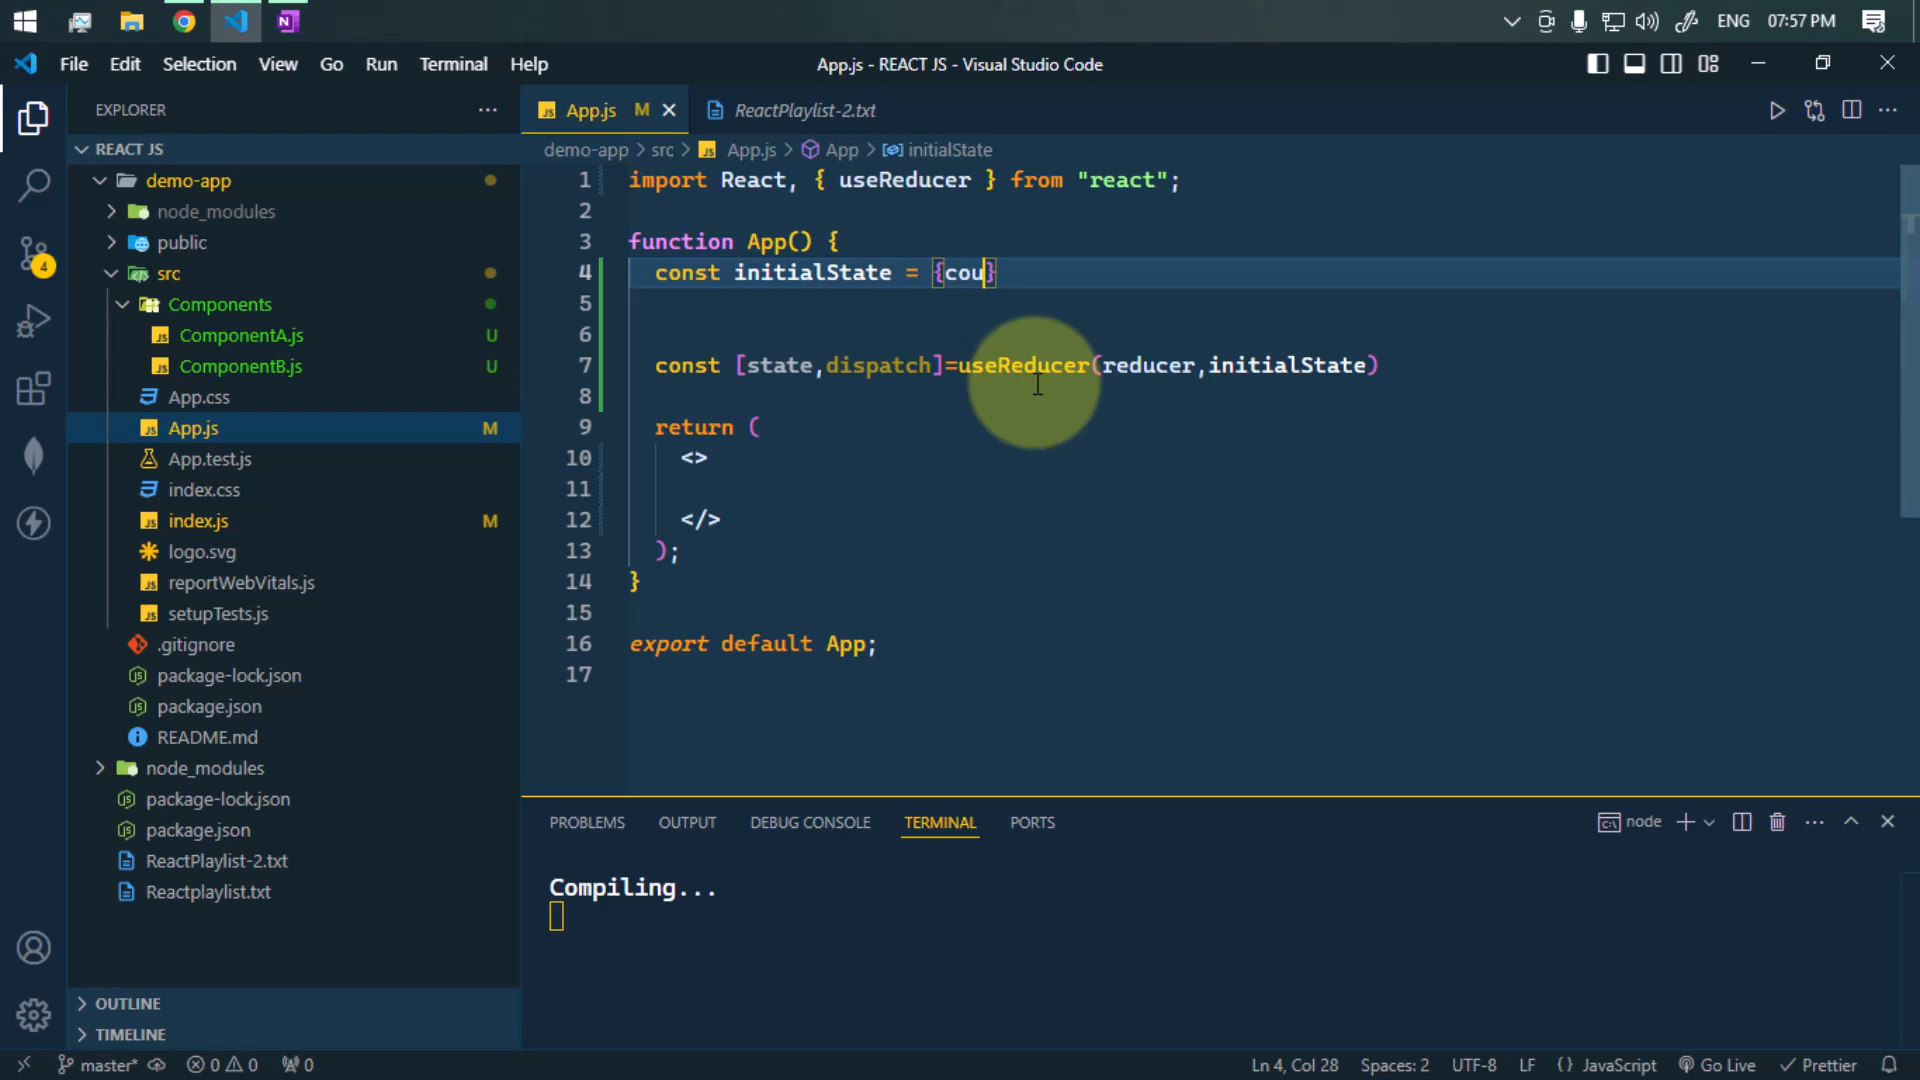 ENG 07:57 PM
File Edit Selection View Go Run Terminal Help
App.js - REACT JS - Visual Studio Code
EXPLORER
REACT JS
demo-app
node_modules
public
src
Components
ComponentA.js U
ComponentB.js U
App.css
App.js M
App.test.js
index.css
index.js M
logo.svg
reportWebVitals.js
setupTests.js
.gitignore
package-lock.json
package.json
README.md
node_modules
package-lock.json
package.json
ReactPlaylist-2.txt
Reactplaylist.txt
OUTLINE
TIMELINE
4
App.js M
ReactPlaylist-2.txt
demo-app > src > App.js > App > initialState
1 import React, { useReducer } from "react";
2
3 function App() {
4 const initialState = {cou}
5
6
7 const [state,dispatch]=useReducer(reducer,initialState)
8
9 return (
10 <>
11
12 </>
13 );
14 }
15
16 export default App;
17
PROBLEMS OUTPUT DEBUG CONSOLE TERMINAL PORTS
node
Compiling...
master* 0 0 0
Ln 4, Col 28 Spaces: 2 UTF-8 LF {} JavaScript Go Live Prettier